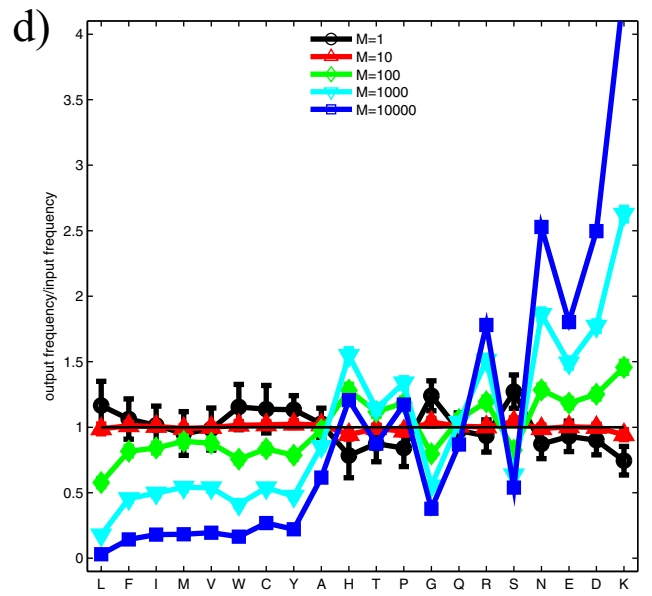 d)
M=1
M=10
M=100
M=1000
M=10000
output frequency/input frequency
4
3.5
3
2.5
2
1.5
1
0.5
0
L F I M V W C Y A H T P G Q R S N E D K